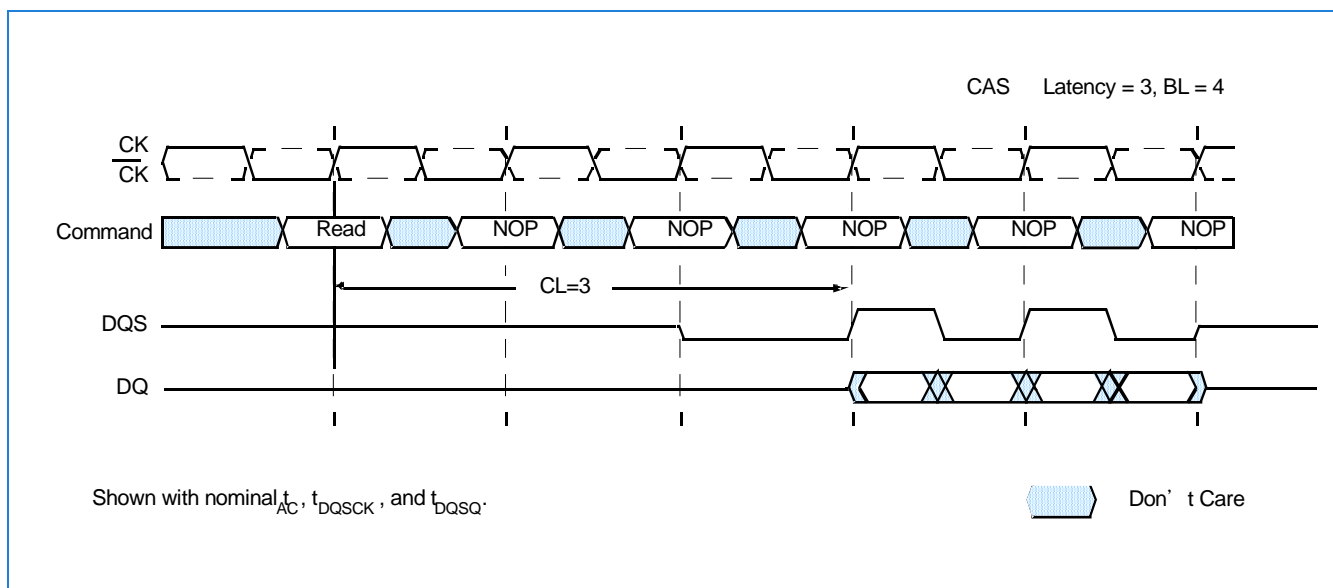 CAS Latency = 3, BL = 4
CK
CK
Command
Read NOP NOP NOP NOP NOP
CL=3
DQS
DQ
Shown with nominal tAC, tDQSCK, and tDQSQ.
Don’ t Care